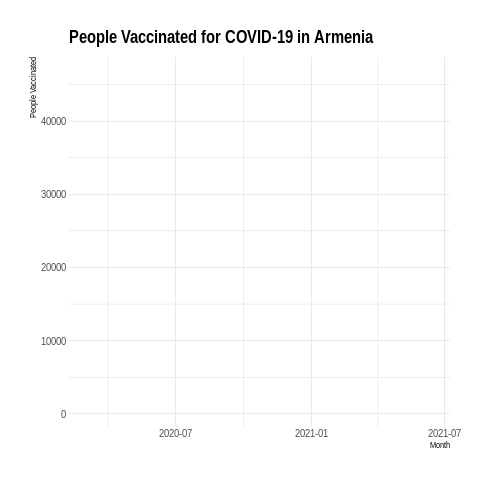 People Vaccinated for COVID-19 in Armenia
People Vaccinated
40000
30000
20000
10000
0
2020-07 2021-01 2021-07
Month